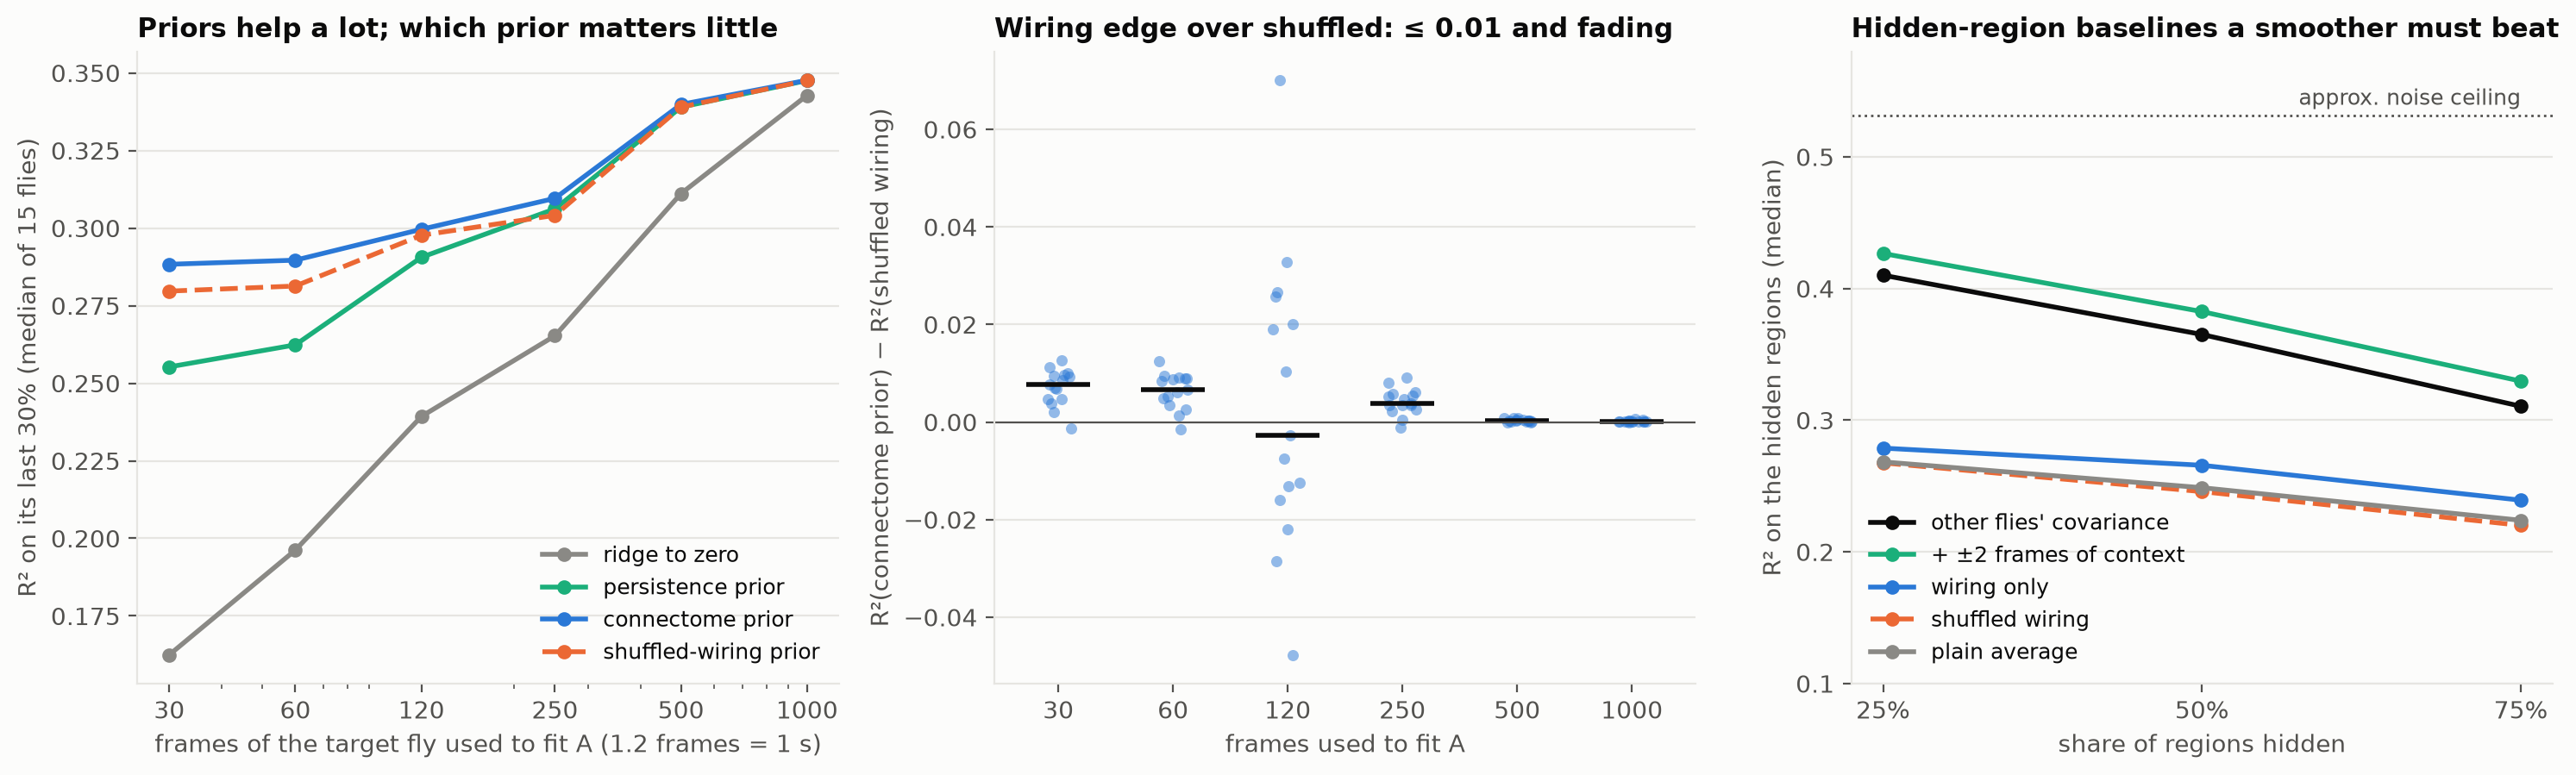 Priors help a lot; which prior matters little
R² on its last 30% (median of 15 flies)
0.350
0.325
0.300
0.275
0.250
0.225
0.200
0.175
ridge to zero
persistence prior
connectome prior
shuffled-wiring prior
30 60 120 250 500 1000
frames of the target fly used to fit A (1.2 frames = 1 s)
Wiring edge over shuffled: ≤ 0.01 and fading
R²(connectome prior) − R²(shuffled wiring)
0.06
0.04
0.02
0.00
−0.02
−0.04
30 60 120 250 500 1000
frames used to fit A
Hidden-region baselines a smoother must beat
R² on the hidden regions (median)
approx. noise ceiling
0.5
0.4
0.3
0.2
0.1
other flies' covariance
+ ±2 frames of context
wiring only
shuffled wiring
plain average
25% 50% 75%
share of regions hidden